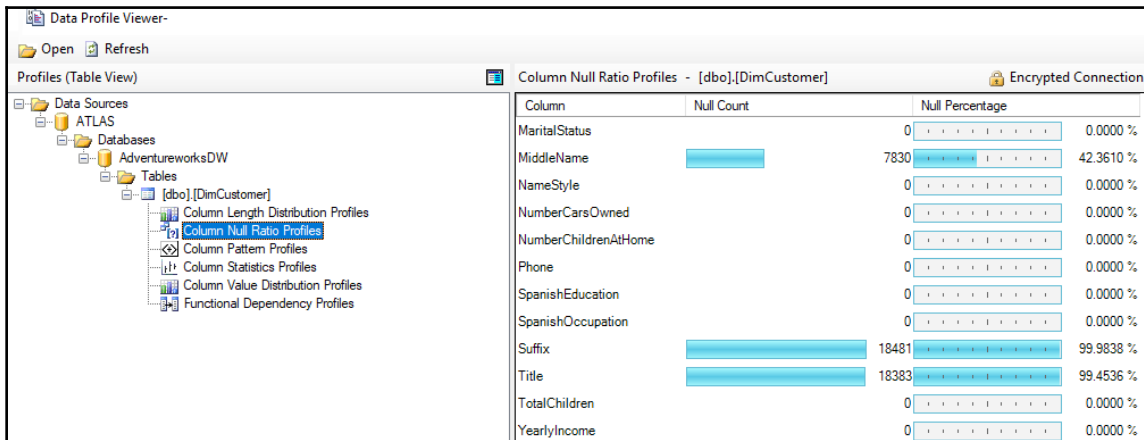 Data Profile Viewer-
Open Refresh
Profiles (Table View)
Data Sources
ATLAS
Databases
AdventureworksDW
Tables
[dbo].[DimCustomer]
Column Length Distribution Profiles
Column Null Ratio Profiles
Column Pattern Profiles
Column Statistics Profiles
Column Value Distribution Profiles
Functional Dependency Profiles
Column Null Ratio Profiles - [dbo].[DimCustomer] Encrypted Connection
Column Null Count Null Percentage
MaritalStatus 0 0.0000 %
MiddleName 7830 42.3610 %
NameStyle 0 0.0000 %
NumberCarsOwned 0 0.0000 %
NumberChildrenAtHome 0 0.0000 %
Phone 0 0.0000 %
SpanishEducation 0 0.0000 %
SpanishOccupation 0 0.0000 %
Suffix 18481 99.9838 %
Title 18383 99.4536 %
TotalChildren 0 0.0000 %
YearlyIncome 0 0.0000 %